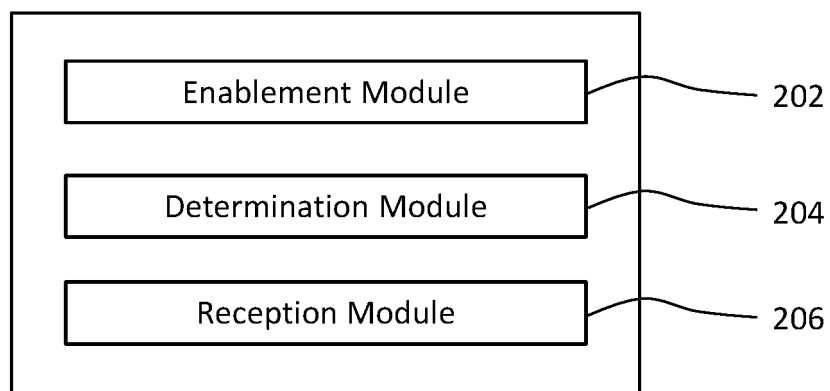 Enablement Module
202
Determination Module
204
Reception Module
206